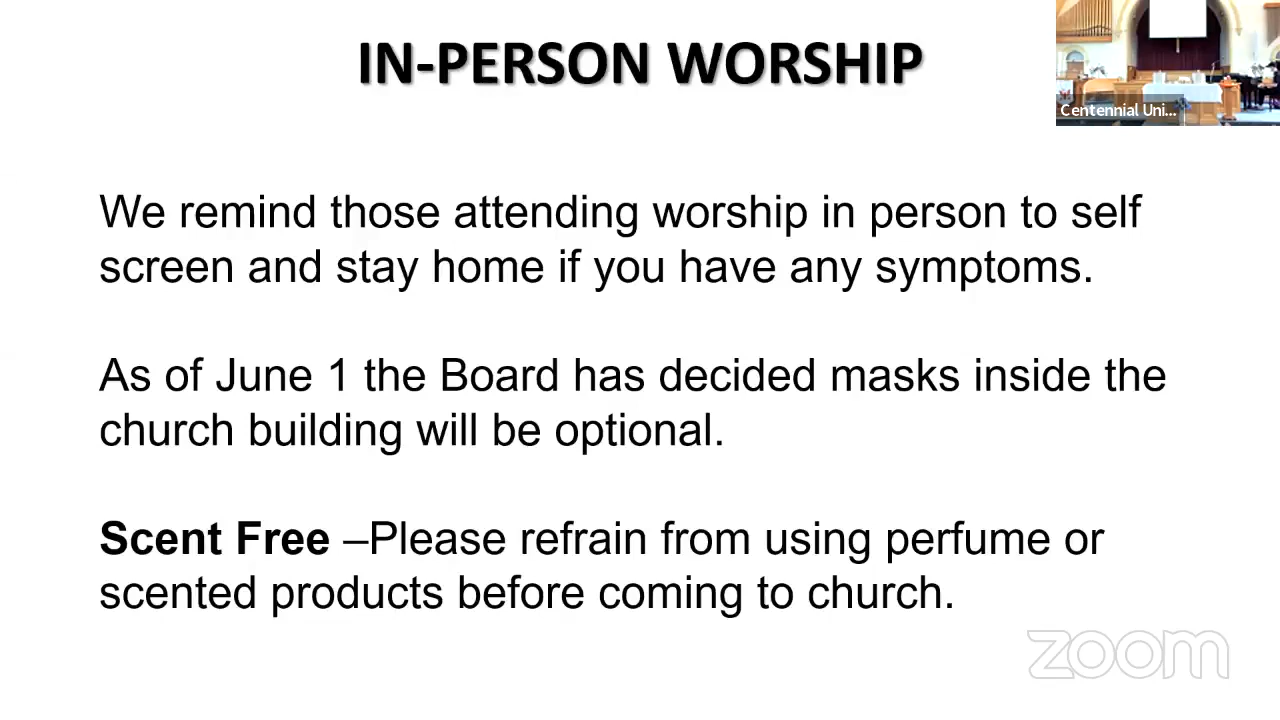 IN-PERSON WORSHIP
Centennial Uni...
We remind those attending worship in person to self
screen and stay home if you have any symptoms.
As of June 1 the Board has decided masks inside the
church building will be optional.
Scent Free –Please refrain from using perfume or
scented products before coming to church.
zoom